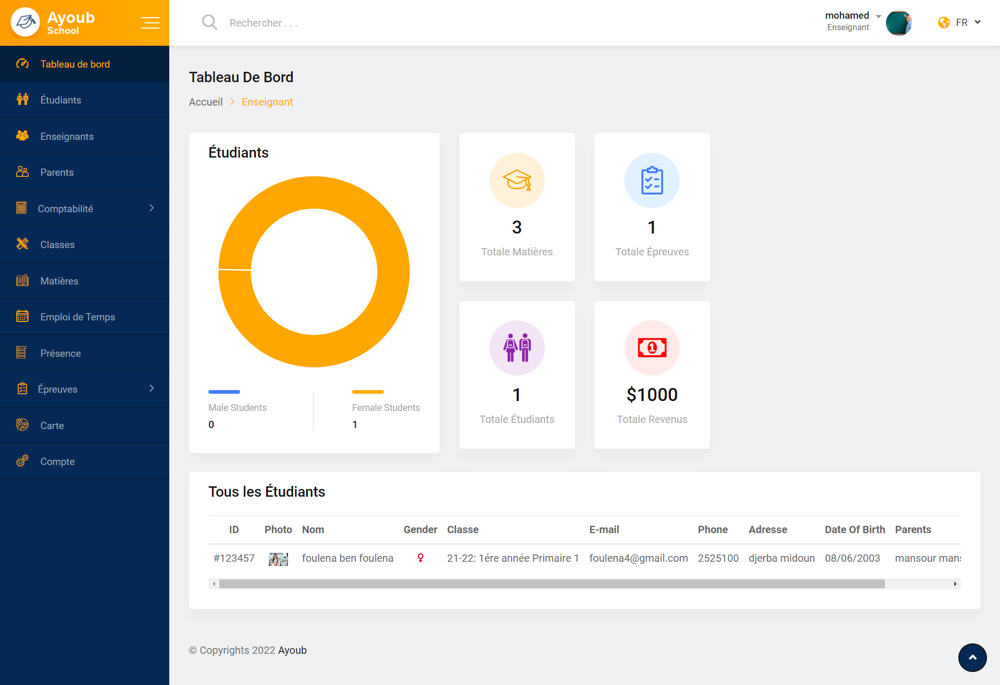 Ayoub
School
Rechercher . . .
mohamed
Enseignant
FR
Tableau de bord
Étudiants
Enseignants
Parents
Comptabilité
Classes
Matières
Emploi de Temps
Présence
Épreuves
Carte
Compte
Tableau De Bord
Accueil Enseignant
Étudiants
Male Students
0
Female Students
1
3
Totale Matières
1
Totale Épreuves
1
Totale Étudiants
$1000
Totale Revenus
Tous les Étudiants
ID Photo Nom Gender Classe E-mail Phone Adresse Date Of Birth Parents
#123457 foulena ben foulena ♀ 21-22: 1ére année Primaire 1 foulena4@gmail.com 2525100 djerba midoun 08/06/2003 mansour
© Copyrights 2022 Ayoub